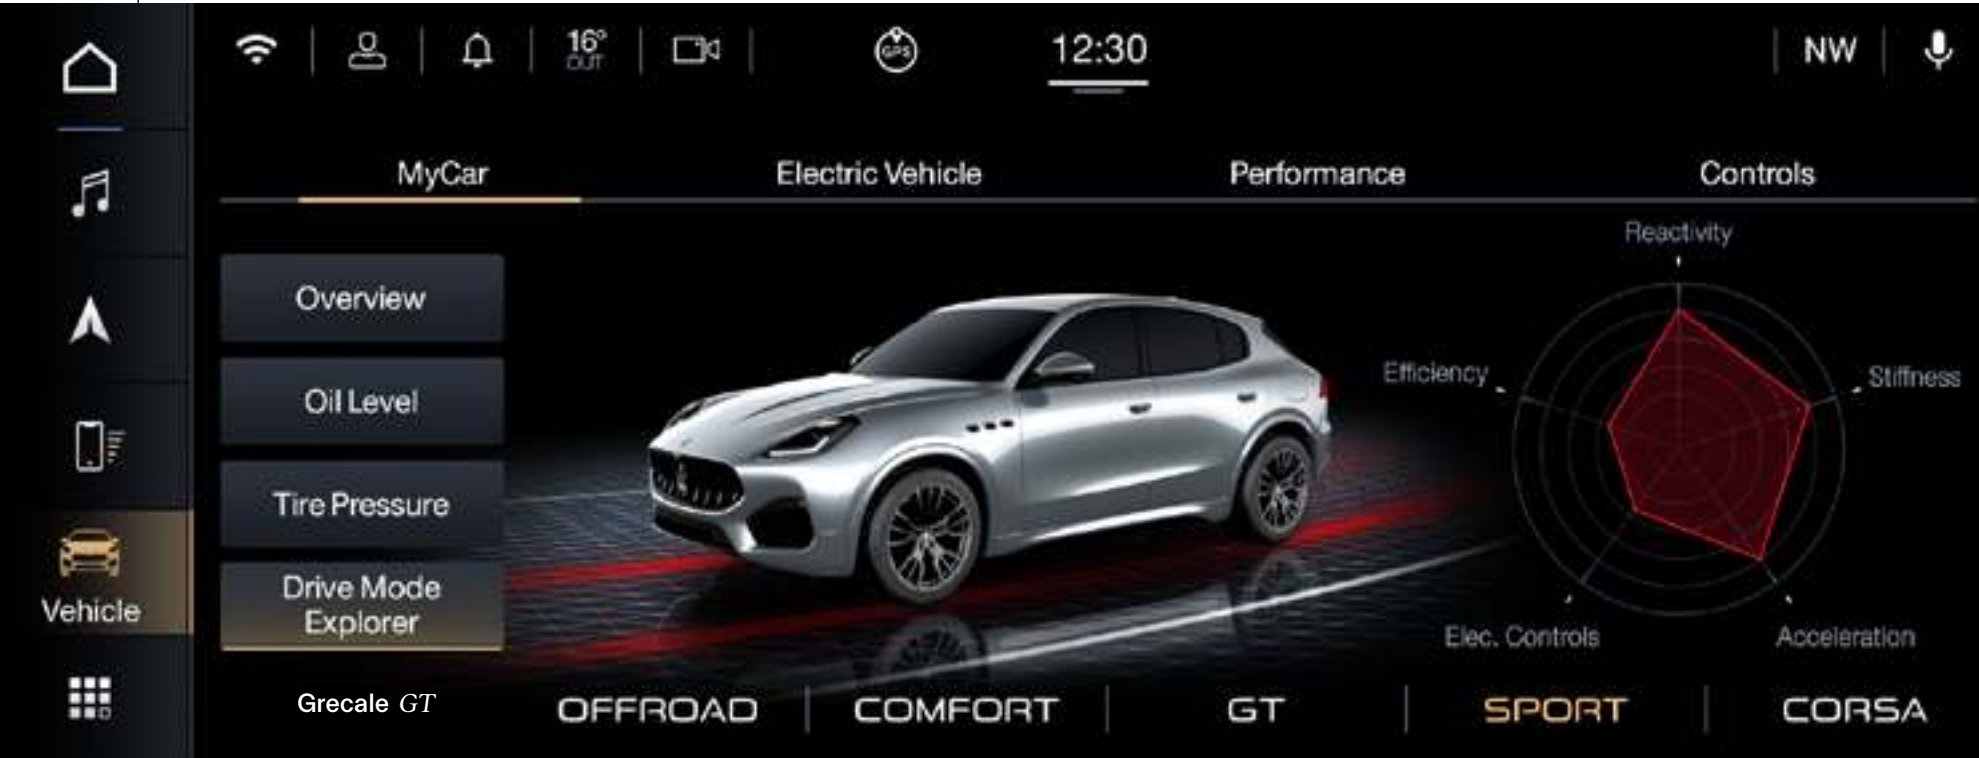 16°
OUT
GPS
12:30
NW
MyCar
Electric Vehicle
Performance
Controls
Overview
Oil Level
Tire Pressure
Drive Mode
Explorer
Vehicle
Reactivity
Efficiency
Stiffness
Elec. Controls
Acceleration
Grecale GT
OFFROAD
COMFORT
GT
SPORT
CORSA